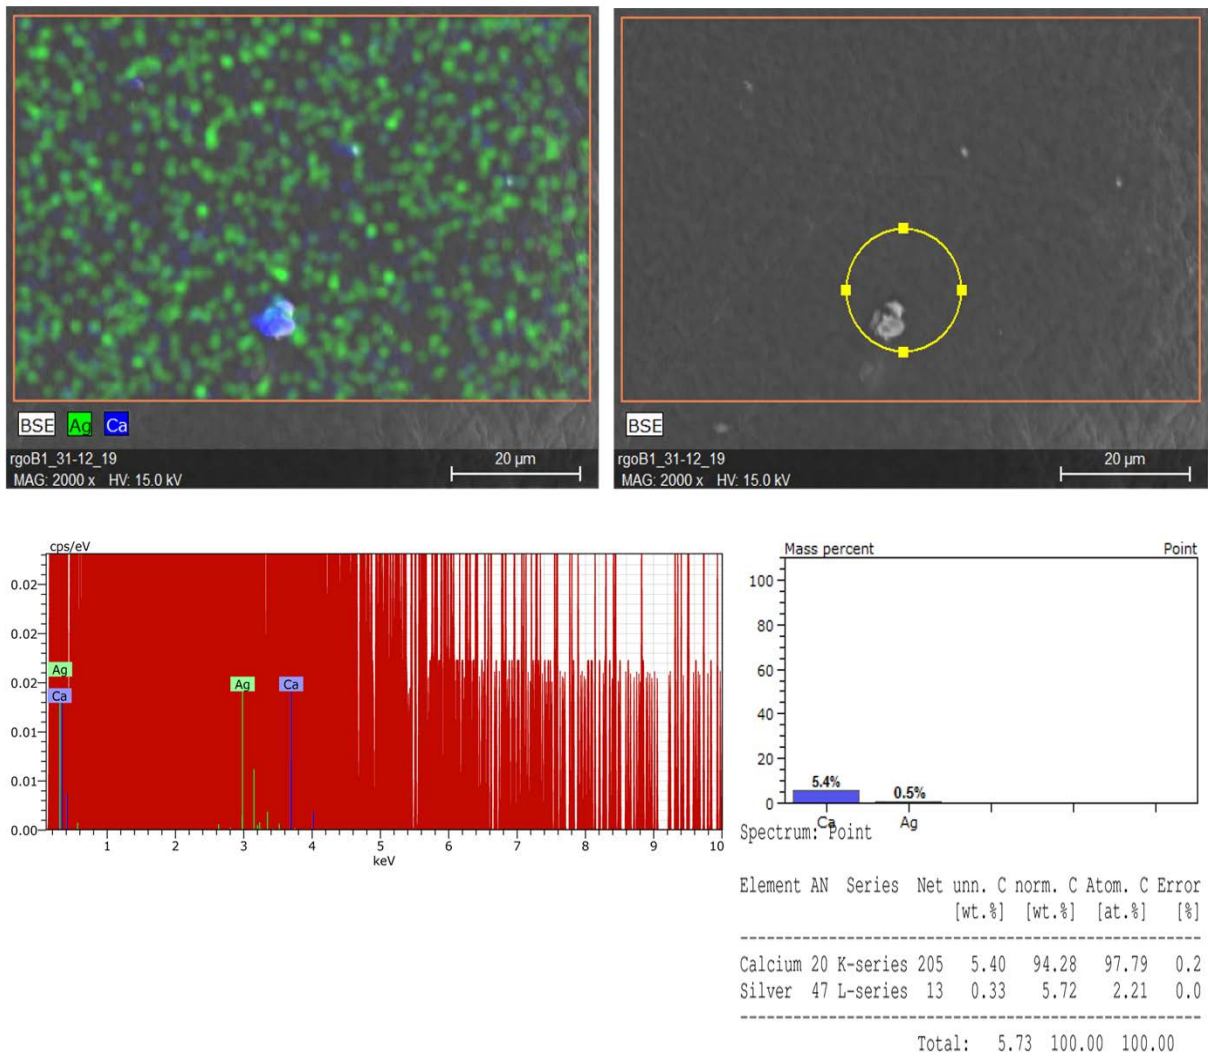 BSE Ag Ca
rgoB1_31-12_19
MAG: 2000 x HV: 15.0 kV
20 µm
BSE
rgoB1_31-12_19
MAG: 2000 x HV: 15.0 kV
20 µm
cps/eV
0.02
0.02
0.02
0.01
0.01
0.00
Ag
Ca
Ag
Ca
1 2 3 4 5 6 7 8 9 10
keV
Mass percent Point
100
80
60
40
20
0
5.4%
0.5%
Ca Ag
Spectrum: Point
Element AN Series Net unn. C norm. C Atom. C Error
[wt.%] [wt.%] [at.%] [%]
Calcium 20 K-series 205 5.40 94.28 97.79 0.2
Silver 47 L-series 13 0.33 5.72 2.21 0.0
Total: 5.73 100.00 100.00